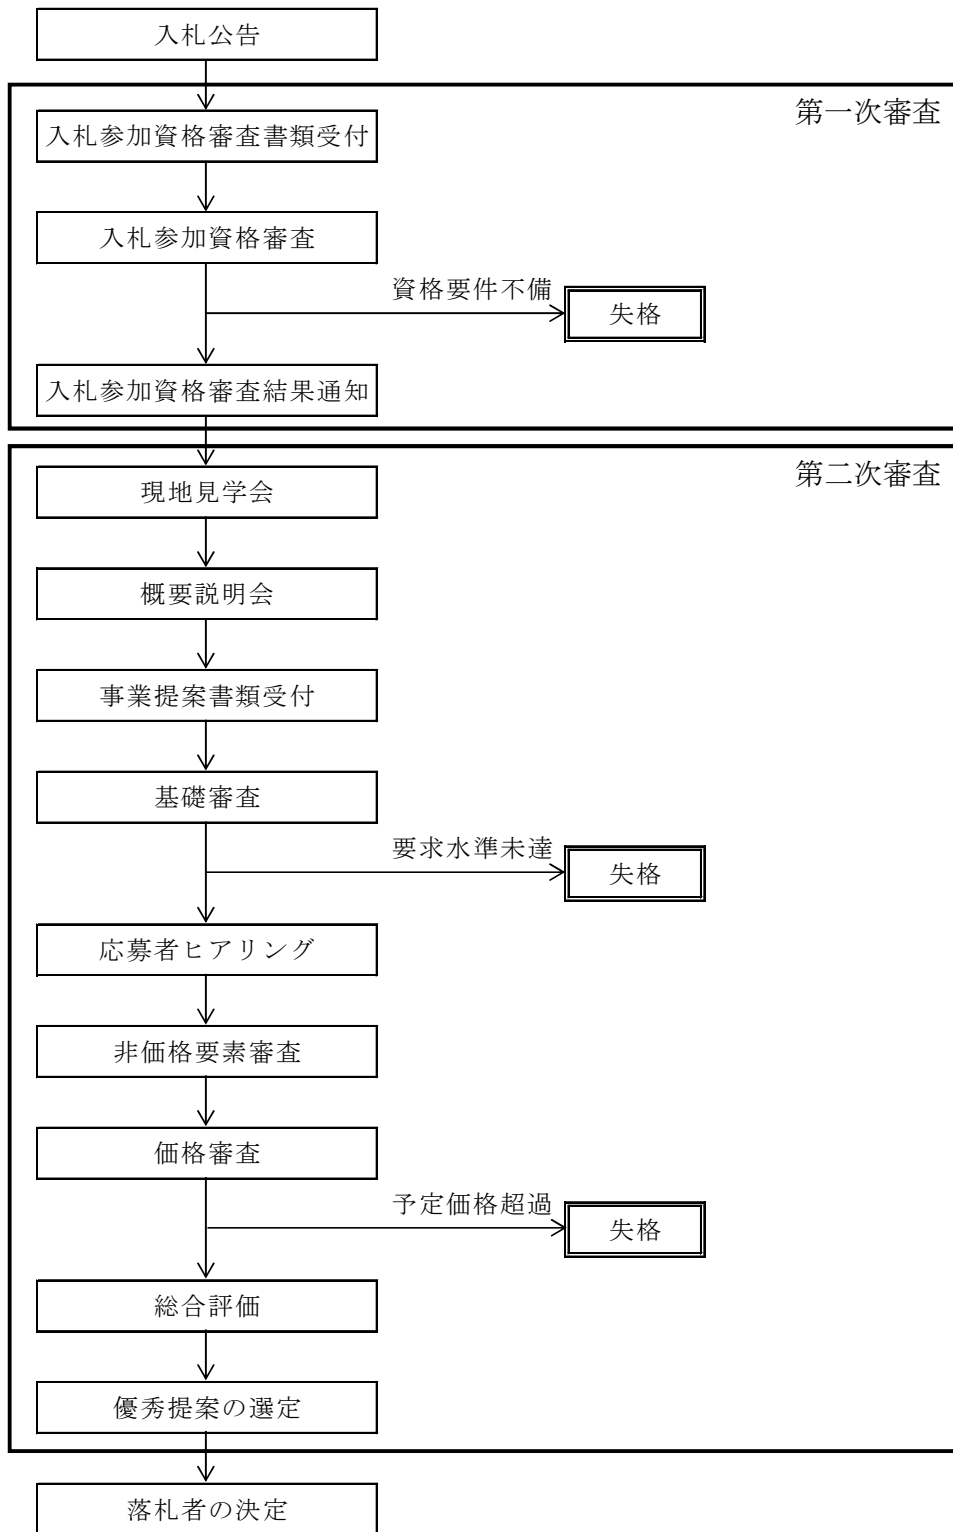 入札公告
第一次審査
入札参加資格審査書類受付
入札参加資格審査
資格要件不備
失格
入札参加資格審査結果通知
第二次審査
現地見学会
概要説明会
事業提案書類受付
基礎審査
要求水準未達
失格
応募者ヒアリング
非価格要素審査
価格審査
予定価格超過
失格
総合評価
優秀提案の選定
落札者の決定